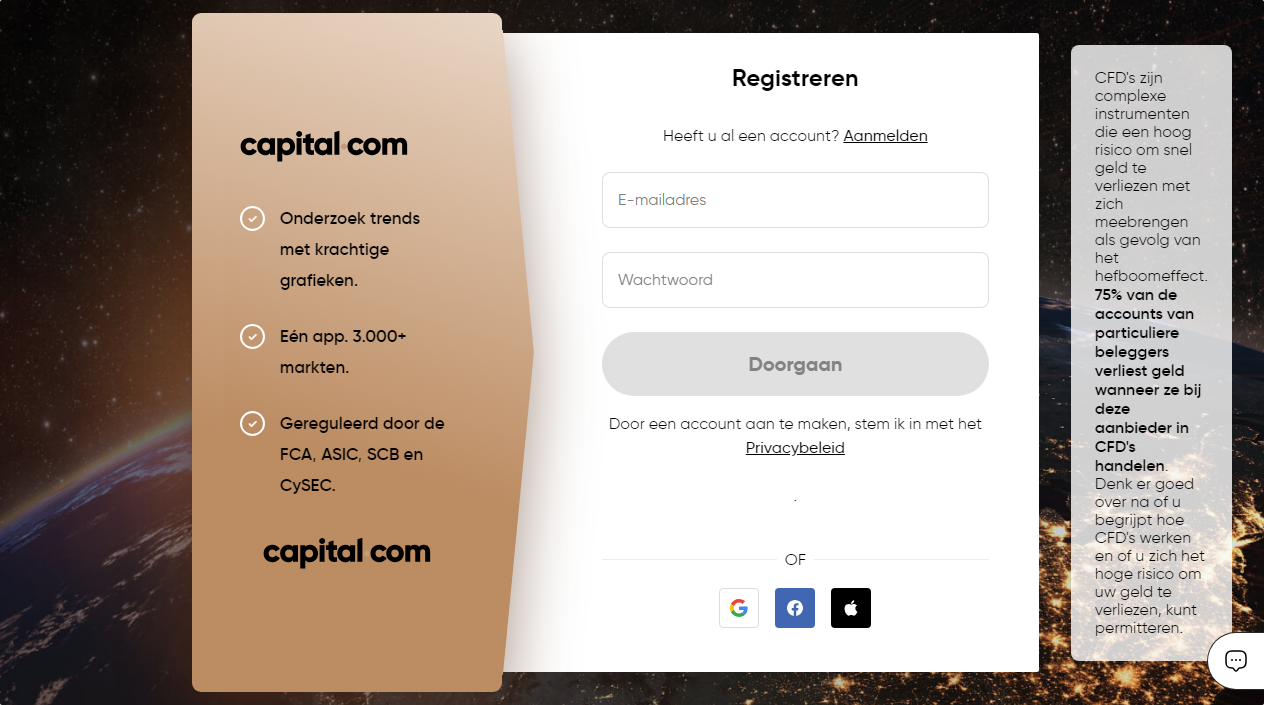 capital.com
Onderzoek trends
met krachtige
grafieken.
Eén app. 3.000+
markten.
Gereguleerd door de
FCA, ASIC, SCB en
CySEC.
capital com
Registreren
Heeft u al een account? Aanmelden
E-mailadres
Wachtwoord
Doorgaan
Door een account aan te maken, stem ik in met het
Privacybeleid
.
OF
CFD's zijn
complexe
instrumenten
die een hoog
risico om snel
geld te
verliezen met
zich
meebrengen
als gevolg van
het
hefboomeffect.
75% van de
accounts van
particuliere
beleggers
verliest geld
wanneer ze bij
deze
aanbieder in
CFD's
handelen.
Denk er goed
over na of u
begrijpt hoe
CFD's werken
en of u zich het
hoge risico om
uw geld te
verliezen, kunt
permitteren.